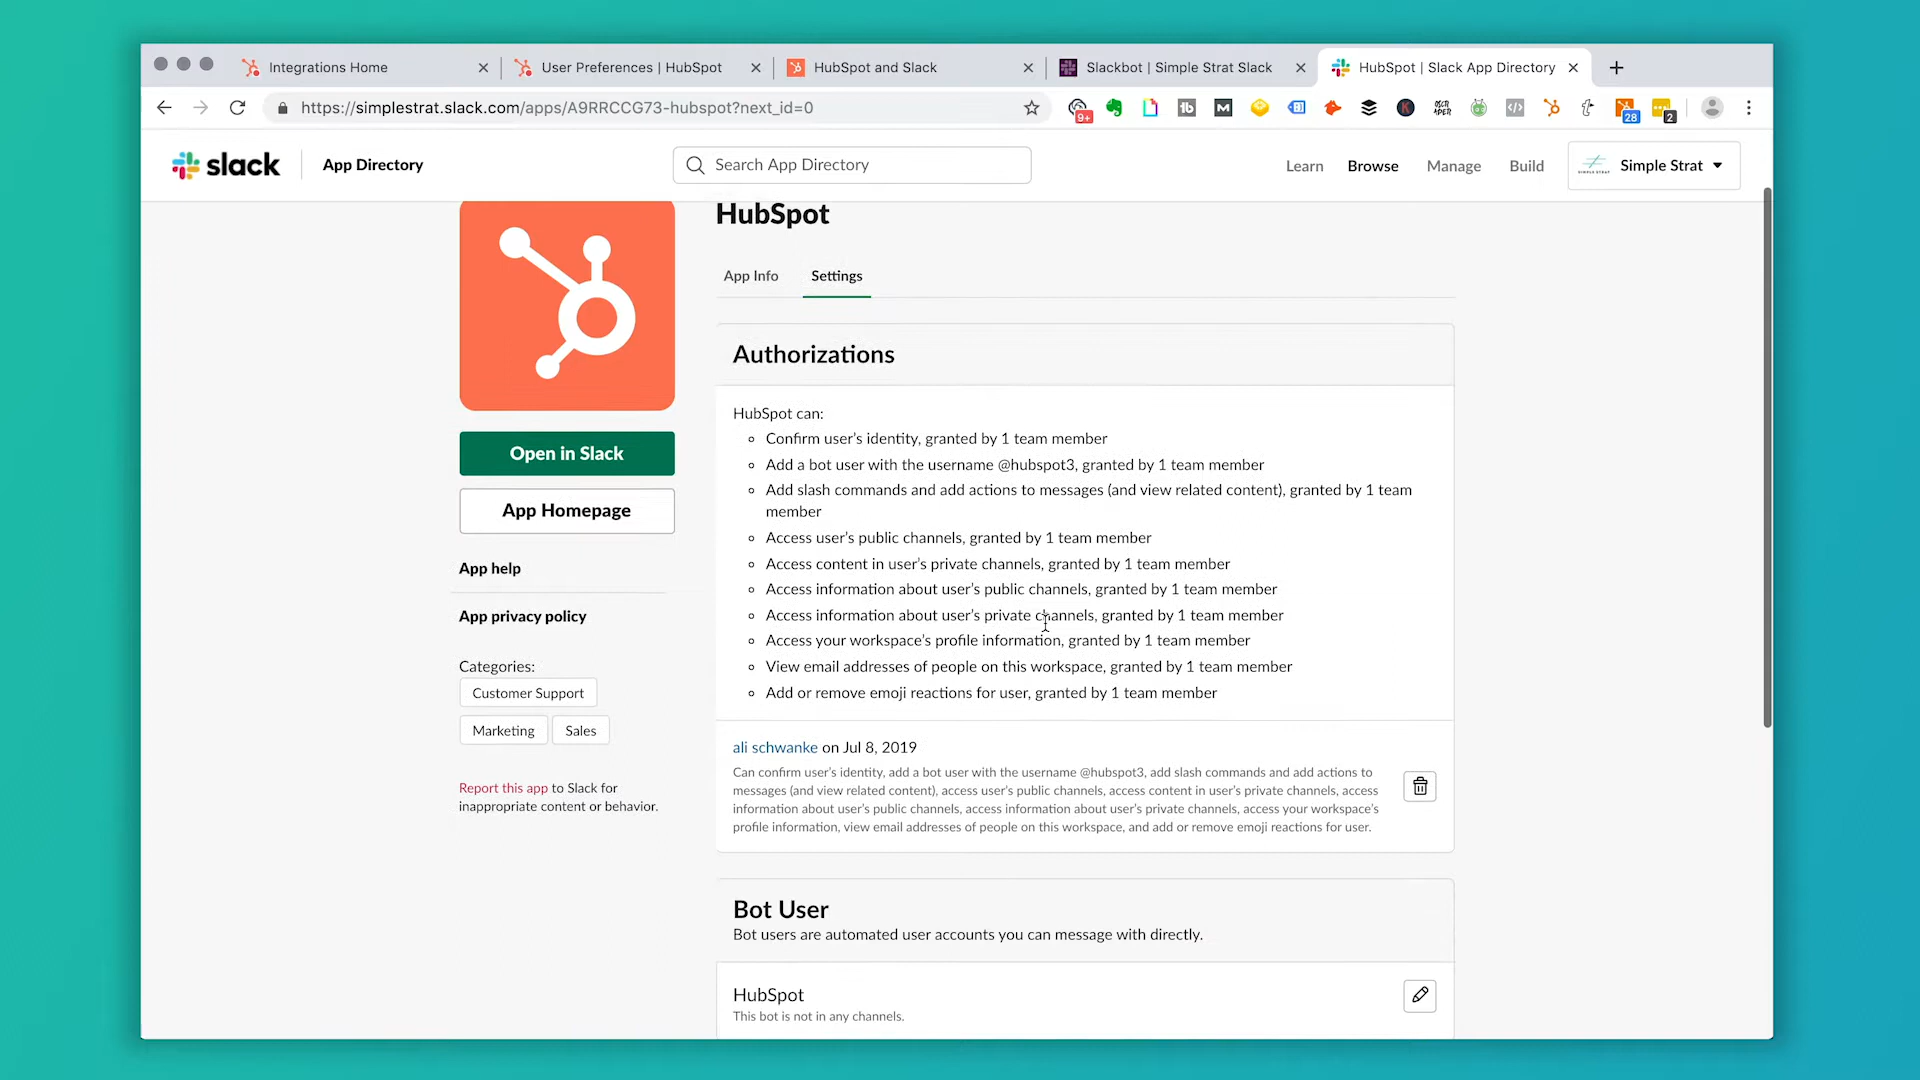 Integrations Home
User Preferences | HubSpot
HubSpot and Slack
Slackbot | Simple Strat Slack
HubSpot | Slack App Directory
https://simplestrat.slack.com/apps/A9RRCCG73-hubspot?next_id=0
9+
28
2
slack
App Directory
Search App Directory
Learn
Browse
Manage
Build
Simple Strat
HubSpot
App Info
Settings
Open in Slack
App Homepage
App help
App privacy policy
Categories:
Customer Support
Marketing
Sales
Report this app to Slack for
inappropriate content or behavior.
Authorizations
HubSpot can:
Confirm user's identity, granted by 1 team member
Add a bot user with the username @hubspot3, granted by 1 team member
Add slash commands and add actions to messages (and view related content), granted by 1 team
member
Access user's public channels, granted by 1 team member
Access content in user's private channels, granted by 1 team member
Access information about user's public channels, granted by 1 team member
Access information about user's private channels, granted by 1 team member
Access your workspace's profile information, granted by 1 team member
View email addresses of people on this workspace, granted by 1 team member
Add or remove emoji reactions for user, granted by 1 team member
ali schwanke on Jul 8, 2019
Can confirm user's identity, add a bot user with the username @hubspot3, add slash commands and add actions to
messages (and view related content), access user's public channels, access content in user's private channels, access
information about user's public channels, access information about user's private channels, access your workspace's
profile information, view email addresses of people on this workspace, and add or remove emoji reactions for user.
Bot User
Bot users are automated user accounts you can message with directly.
HubSpot
This bot is not in any channels.